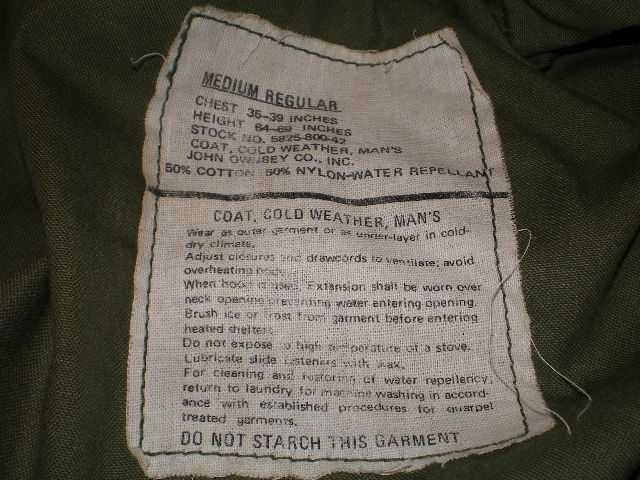 MEDIUM REGULAR
CHEST 35-39 INCHES
HEIGHT 64-69 INCHES
STOCK NO. 5825-800-42
COAT, COLD WEATHER, MAN'S
JOHN OWNSEY CO., INC.
50% COTTON 50% NYLON-WATER REPELLANT
COAT, COLD WEATHER, MAN'S
Wear as outer garment or as under-layer in cold-
dry climate.
Adjust closures and drawcords to ventilate; avoid
overheating body.
When hood is used, Extension shall be worn over
neck opening preventing water entering opening.
Brush ice or frost from garment before entering
heated shelters.
Do not expose to high temperature of a stove.
Lubricate slide fasteners with wax.
For cleaning and restoring of water repellency,
return to laundry for machine washing in accord-
ance with established procedures for quarpel
treated garments.
DO NOT STARCH THIS GARMENT